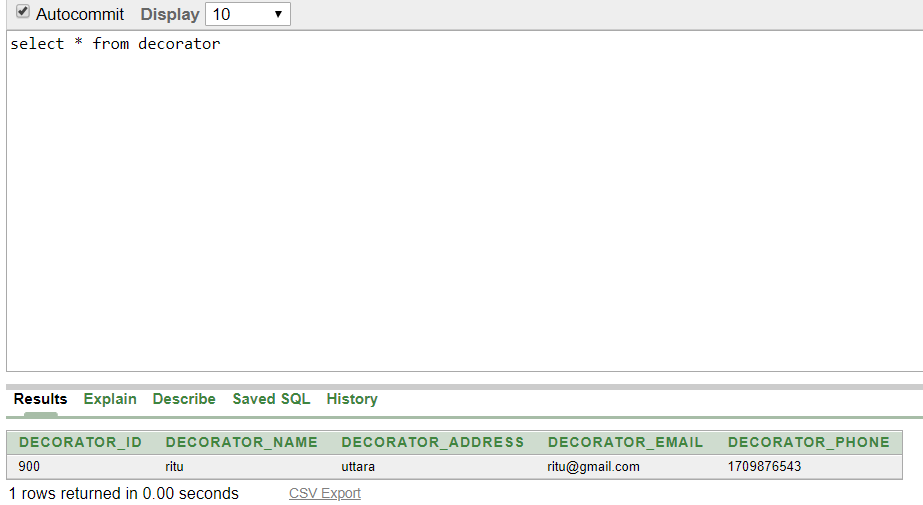 Autocommit Display 10
select * from decorator
Results Explain Describe Saved SQL History
DECORATOR_ID DECORATOR_NAME DECORATOR_ADDRESS DECORATOR_EMAIL DECORATOR_PHONE
900 ritu uttara ritu@gmail.com 1709876543
1 rows returned in 0.00 seconds CSV Export